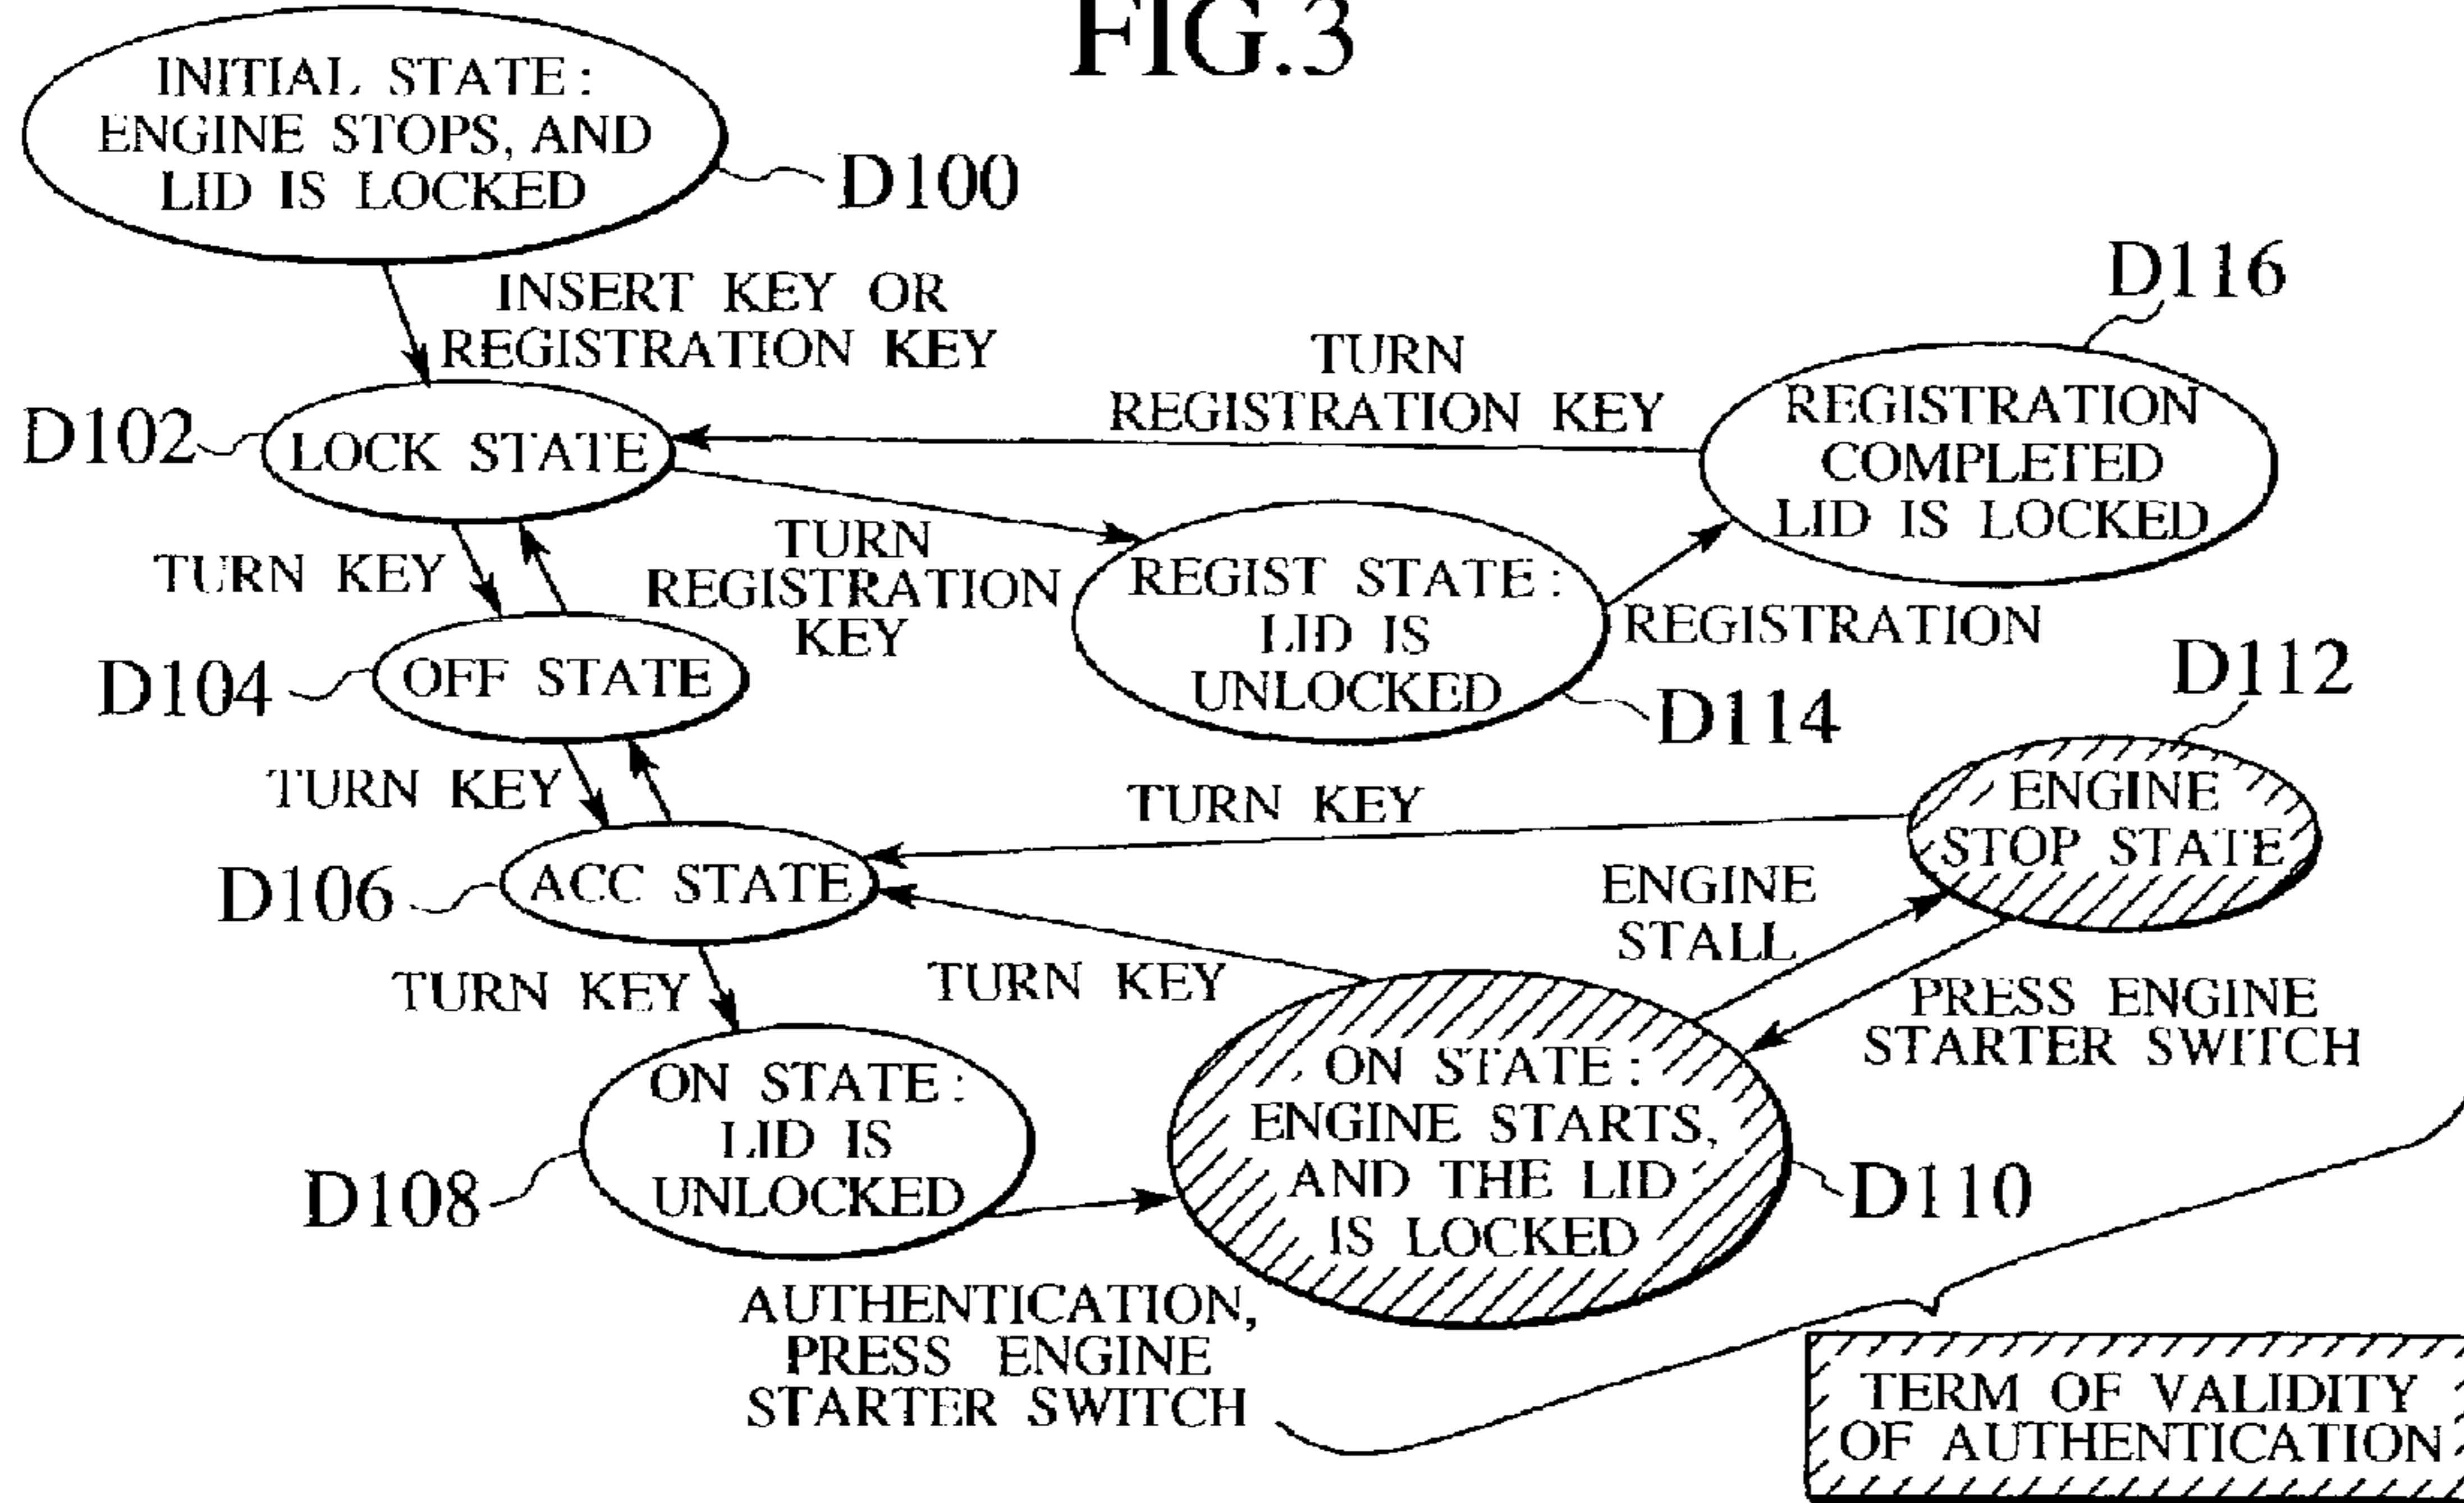 FIG.3
INITIAL STATE:
ENGINE STOPS, AND
LID IS LOCKED
D100
INSERT KEY OR
REGISTRATION KEY
D116
TURN
REGISTRATION KEY
REGISTRATION
COMPLETED
LID IS LOCKED
D102
LOCK STATE
TURN KEY
TURN
REGISTRATION
KEY
REGIST STATE:
LID IS
UNLOCKED
REGISTRATION
D114
D104
OFF STATE
D112
TURN KEY
TURN KEY
ENGINE
STOP STATE
D106
ACC STATE
ENGINE
STALL
TURN KEY
TURN KEY
PRESS ENGINE
STARTER SWITCH
ON STATE:
LID IS
UNLOCKED
D108
ON STATE:
ENGINE STARTS,
AND THE LID
IS LOCKED
D110
AUTHENTICATION,
PRESS ENGINE
STARTER SWITCH
TERM OF VALIDITY
OF AUTHENTICATION